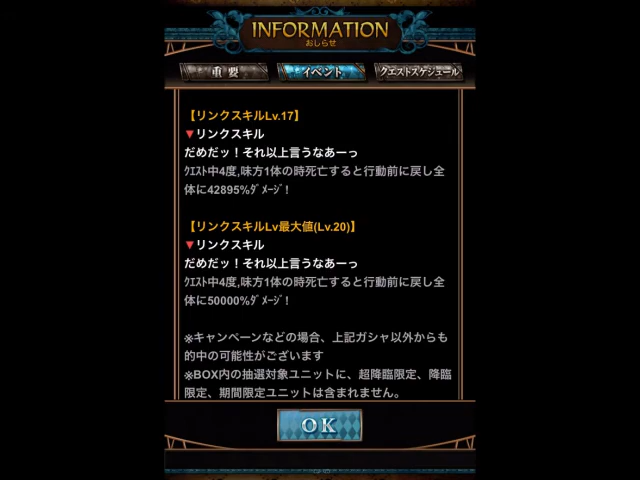 INFORMATION
おしらせ
重要 イベント クエストスケジュール
【リンクスキルLv.17】
▼リンクスキル
だめだッ！それ以上言うなあーっ
ｸｴｽﾄ中4度,味方1体の時死亡すると行動前に戻し全
体に42895%ﾀﾞﾒｰｼﾞ!
【リンクスキルLv最大値(Lv.20)】
▼リンクスキル
だめだッ！それ以上言うなあーっ
ｸｴｽﾄ中4度,味方1体の時死亡すると行動前に戻し全
体に50000%ﾀﾞﾒｰｼﾞ!
※キャンペーンなどの場合、上記ガシャ以外からも
的中の可能性がございます
※BOX内の抽選対象ユニットに、超降臨限定、降臨
限定、期間限定ユニットは含まれません。
OK